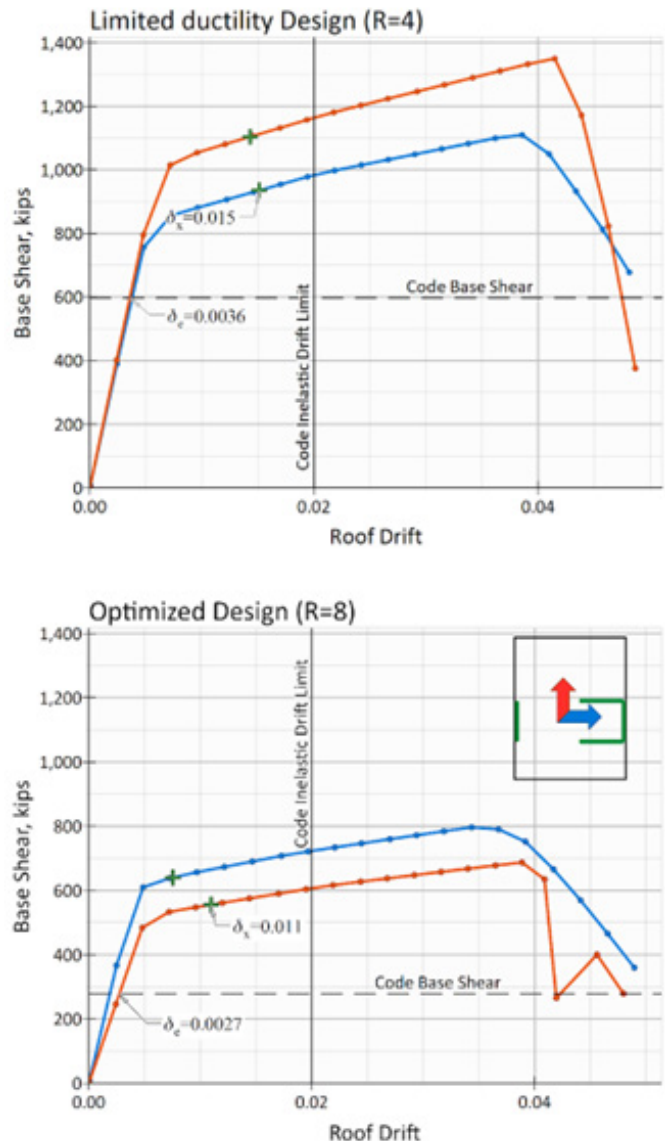 Limited ductility Design (R=4)
1,400
1,200
1,000
800
600
400
200
0
Base Shear, kips
δx=0.015
δe=0.0036
Code Base Shear
Code Inelastic Drift Limit
0.00
0.02
0.04
Roof Drift
Optimized Design (R=8)
1,400
1,200
1,000
800
600
400
200
0
Base Shear, kips
Code Inelastic Drift Limit
δx=0.011
Code Base Shear
δe=0.0027
0.00
0.02
0.04
Roof Drift